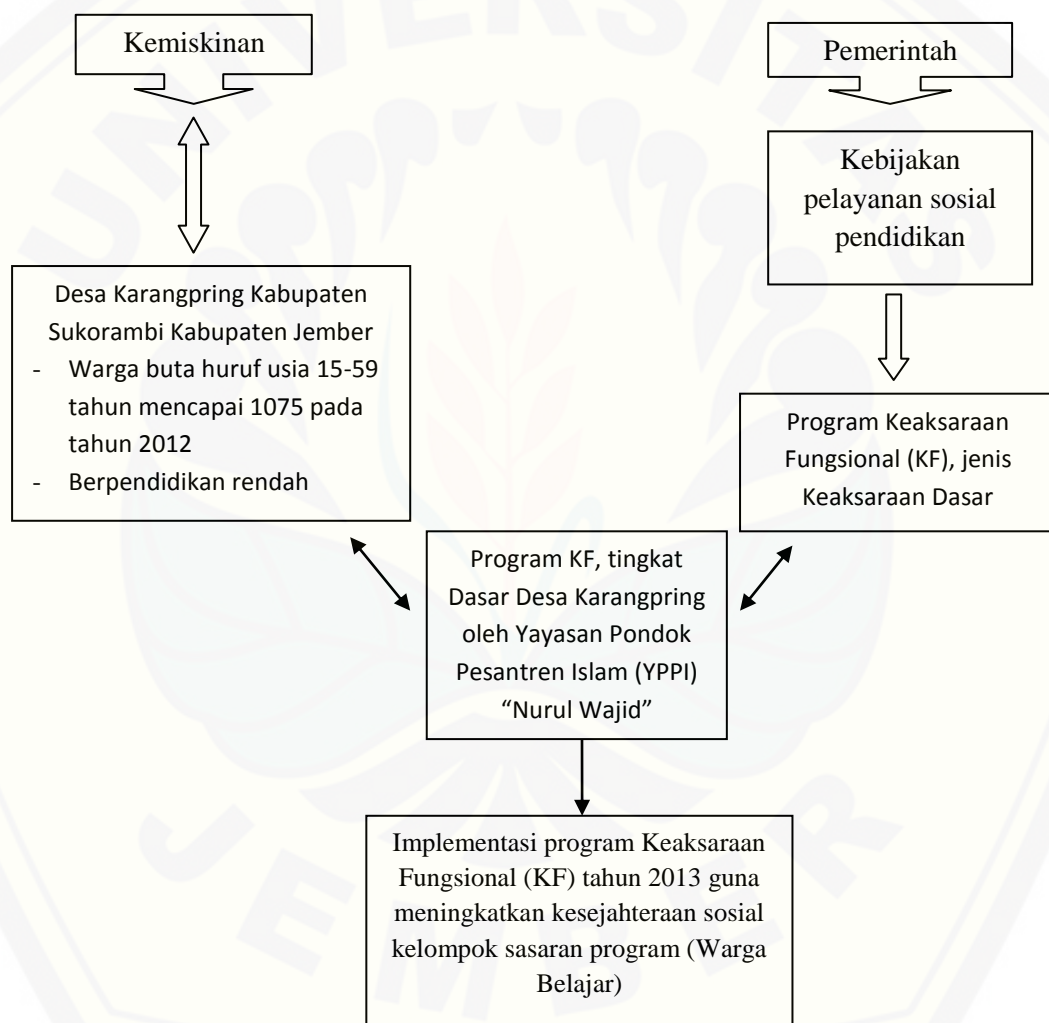 Kemiskinan
Pemerintah
Kebijakan
pelayanan sosial
pendidikan
Desa Karangpring Kabupaten
Sukorambi Kabupaten Jember
- Warga buta huruf usia 15-59
tahun mencapai 1075 pada
tahun 2012
- Berpendidikan rendah
Program Keaksaraan
Fungsional (KF), jenis
Keaksaraan Dasar
Program KF, tingkat
Dasar Desa Karangpring
oleh Yayasan Pondok
Pesantren Islam (YPPI)
“Nurul Wajid”
Implementasi program Keaksaraan
Fungsional (KF) tahun 2013 guna
meningkatkan kesejahteraan sosial
kelompok sasaran program (Warga
Belajar)
UNIVERSITAS
JEMBER